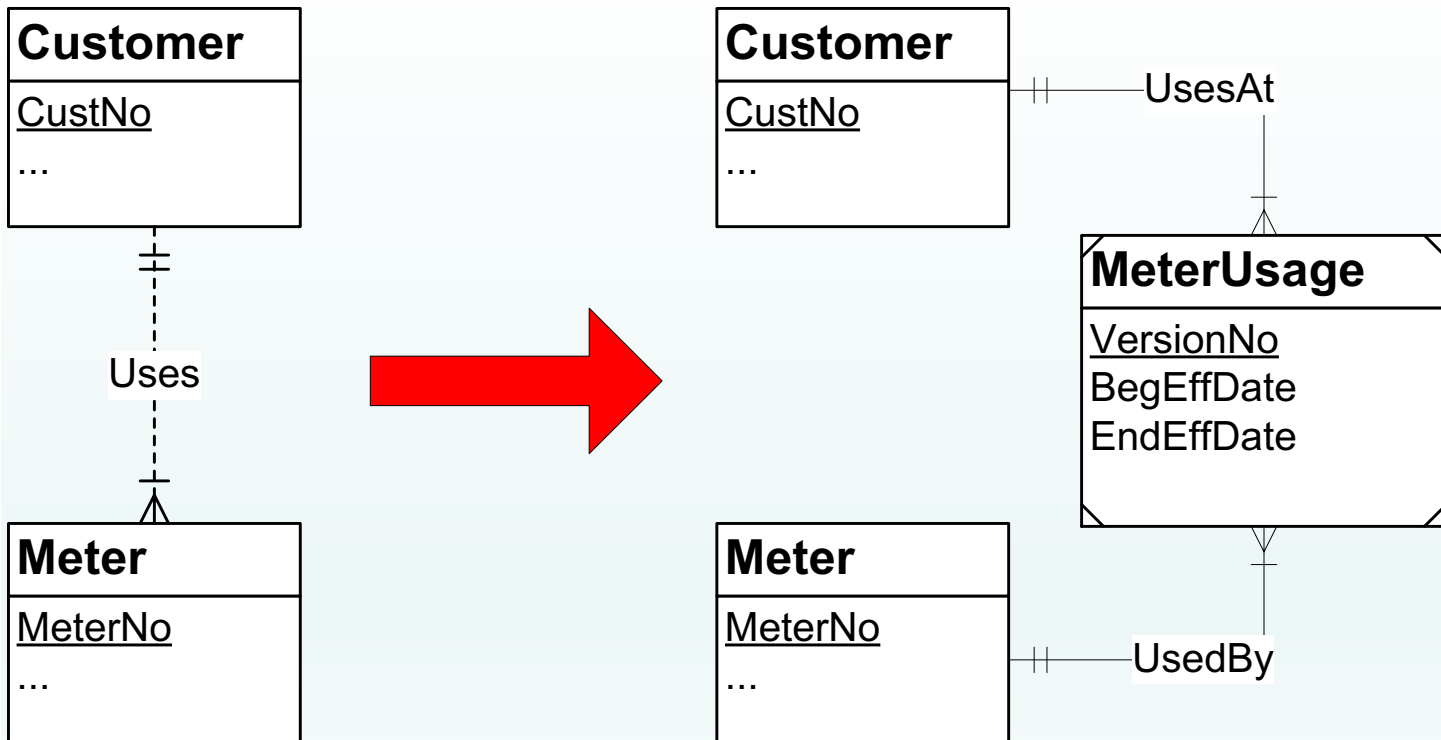 Customer
CustNo
...
Uses
Meter
MeterNo
...
Customer
CustNo
...
UsesAt
MeterUsage
VersionNo
BegEffDate
EndEffDate
Meter
MeterNo
...
UsedBy